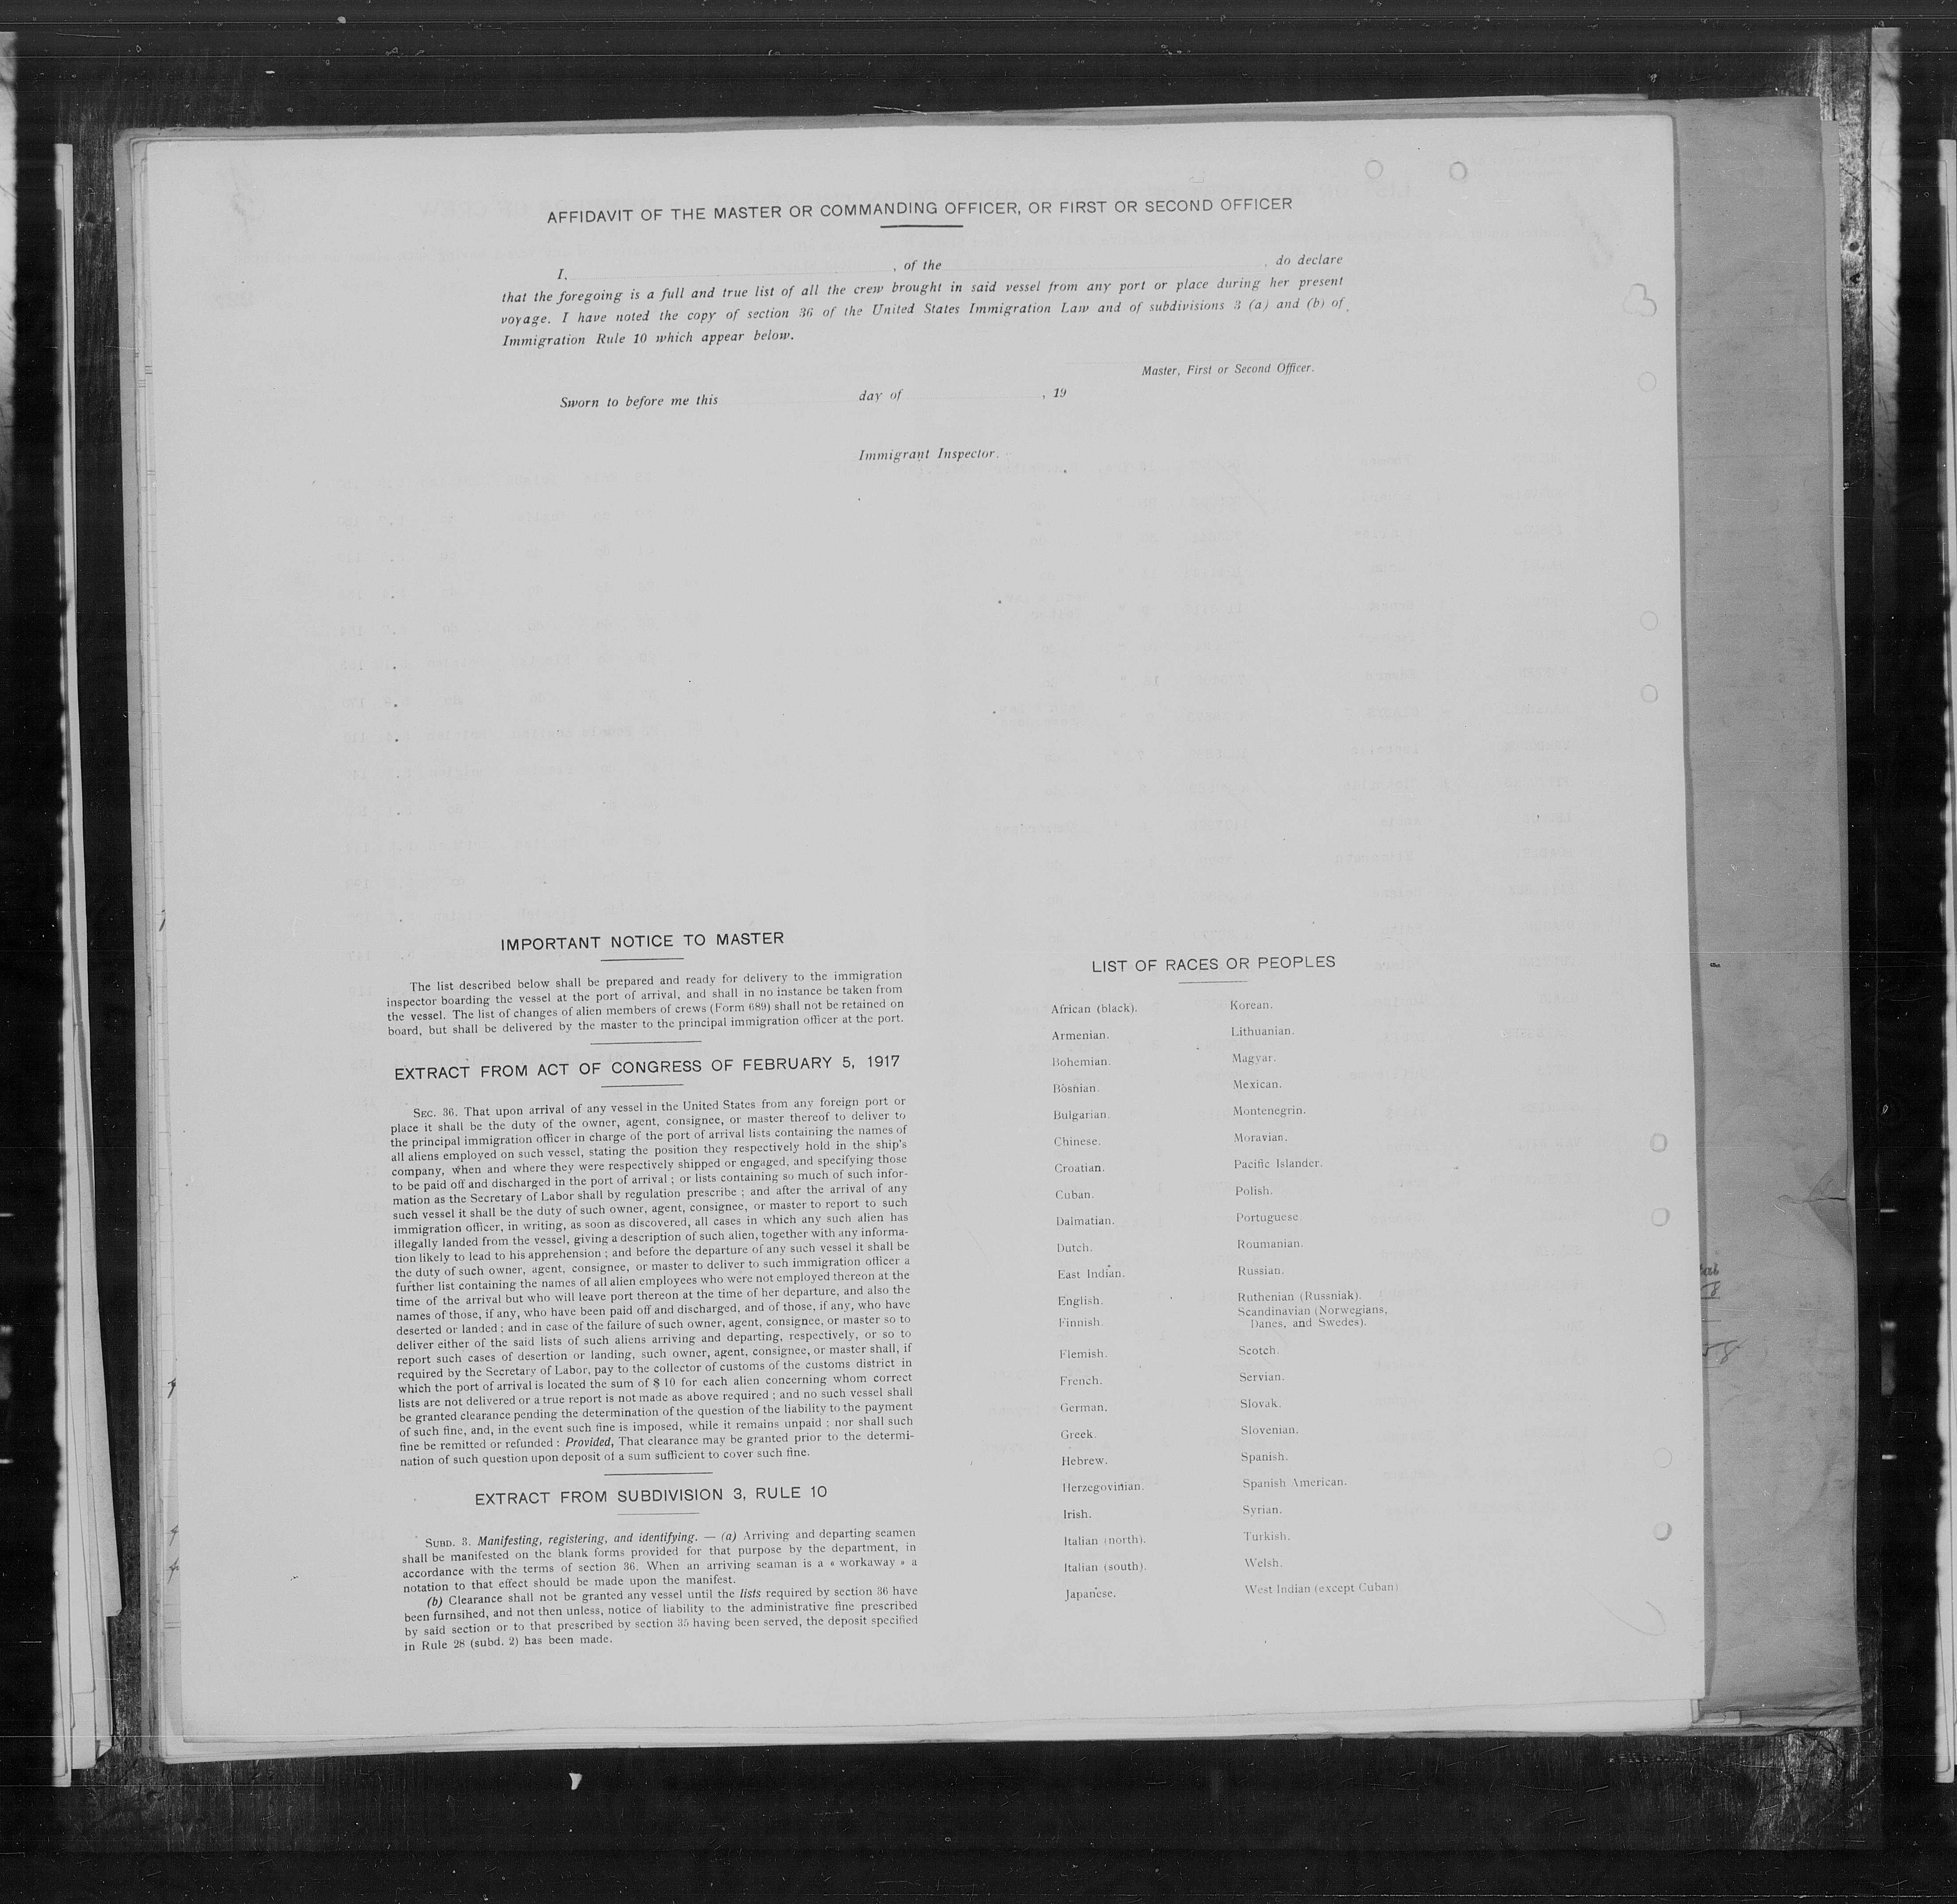 AFFIDAVIT OF THE MASTER OR COMMANDING OFFICER, OR FIRST OR SECOND OFFICER
I, , of the , do declare
that the foregoing is a full and true list of all the crew brought in said vessel from any port or place during her present
voyage. I have noted the copy of section 36 of the United States Immigration Law and of subdivisions 3 (a) and (b) of
Immigration Rule 10 which appear below.
Master, First or Second Officer.
Sworn to before me this day of , 19
Immigrant Inspector.
IMPORTANT NOTICE TO MASTER
The list described below shall be prepared and ready for delivery to the immigration
inspector boarding the vessel at the port of arrival, and shall in no instance be taken from
the vessel. The list of changes of alien members of crews (Form 689) shall not be retained on
board, but shall be delivered by the master to the principal immigration officer at the port.
EXTRACT FROM ACT OF CONGRESS OF FEBRUARY 5, 1917
SEC. 36. That upon arrival of any vessel in the United States from any foreign port or
place it shall be the duty of the owner, agent, consignee, or master thereof to deliver to
the principal immigration officer in charge of the port of arrival lists containing the names of
all aliens employed on such vessel, stating the position they respectively hold in the ship's
company, when and where they were respectively shipped or engaged, and specifying those
to be paid off and discharged in the port of arrival ; or lists containing so much of such infor-
mation as the Secretary of Labor shall by regulation prescribe ; and after the arrival of any
such vessel it shall be the duty of such owner, agent, consignee, or master to report to such
immigration officer, in writing, as soon as discovered, all cases in which any such alien has
illegally landed from the vessel, giving a description of such alien, together with any informa-
tion likely to lead to his apprehension ; and before the departure of any such vessel it shall be
the duty of such owner, agent, consignee, or master to deliver to such immigration officer a
further list containing the names of all alien employees who were not employed thereon at the
time of the arrival but who will leave port thereon at the time of her departure, and also the
names of those, if any, who have been paid off and discharged, and of those, if any, who have
deserted or landed ; and in case of the failure of such owner, agent, consignee, or master so to
deliver either of the said lists of such aliens arriving and departing, respectively, or so to
report such cases of desertion or landing, such owner, agent, consignee, or master shall, if
required by the Secretary of Labor, pay to the collector of customs of the customs district in
which the port of arrival is located the sum of $ 10 for each alien concerning whom correct
lists are not delivered or a true report is not made as above required ; and no such vessel shall
be granted clearance pending the determination of the question of the liability to the payment
of such fine, and, in the event such fine is imposed, while it remains unpaid ; nor shall such
fine be remitted or refunded : Provided, That clearance may be granted prior to the determi-
nation of such question upon deposit of a sum sufficient to cover such fine.
EXTRACT FROM SUBDIVISION 3, RULE 10
SUBD. 3. Manifesting, registering, and identifying. — (a) Arriving and departing seamen
shall be manifested on the blank forms provided for that purpose by the department, in
accordance with the terms of section 36. When an arriving seaman is a « workaway » a
notation to that effect should be made upon the manifest.
(b) Clearance shall not be granted any vessel until the lists required by section 36 have
been furnsihed, and not then unless, notice of liability to the administrative fine prescribed
by said section or to that prescribed by section 35 having been served, the deposit specified
in Rule 28 (subd. 2) has been made.
LIST OF RACES OR PEOPLES
African (black).
Armenian.
Bohemian.
Bosnian.
Bulgarian.
Chinese.
Croatian.
Cuban.
Dalmatian.
Dutch.
East Indian.
English.
Finnish.
Flemish.
French.
German.
Greek.
Hebrew.
Herzegovinian.
Irish.
Italian (north).
Italian (south).
Japanese.
Korean.
Lithuanian.
Magyar.
Mexican.
Montenegrin.
Moravian.
Pacific Islander.
Polish.
Portuguese.
Roumanian.
Russian.
Ruthenian (Russniak).
Scandinavian (Norwegians,
Danes, and Swedes).
Scotch.
Servian.
Slovak.
Slovenian.
Spanish.
Spanish American.
Syrian.
Turkish.
Welsh.
West Indian (except Cuban)